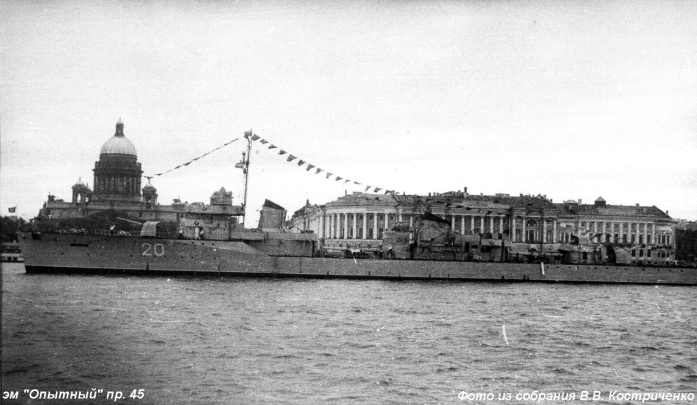 20
эм "Опытный" пр. 45
Фото из собрания В.В. Костриченко